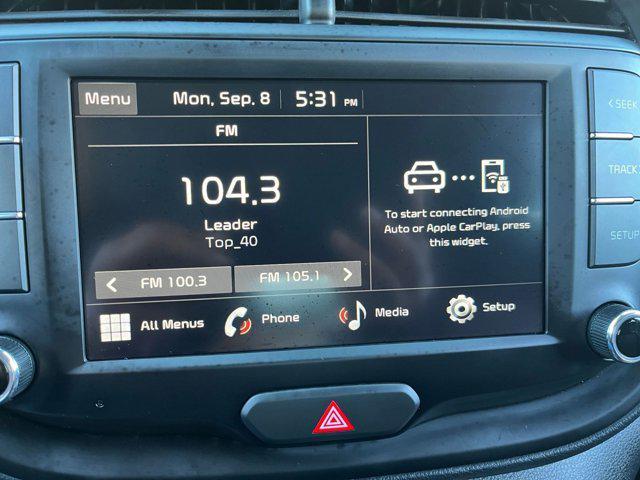 Menu
Mon, Sep. 8
5:31 PM
FM
104.3
Leader
Top_40
< FM 100.3
FM 105.1 >
To start connecting Android
Auto or Apple CarPlay, press
this widget.
All Menus
Phone
Media
Setup
< SEEK
TRACK >
SETUP